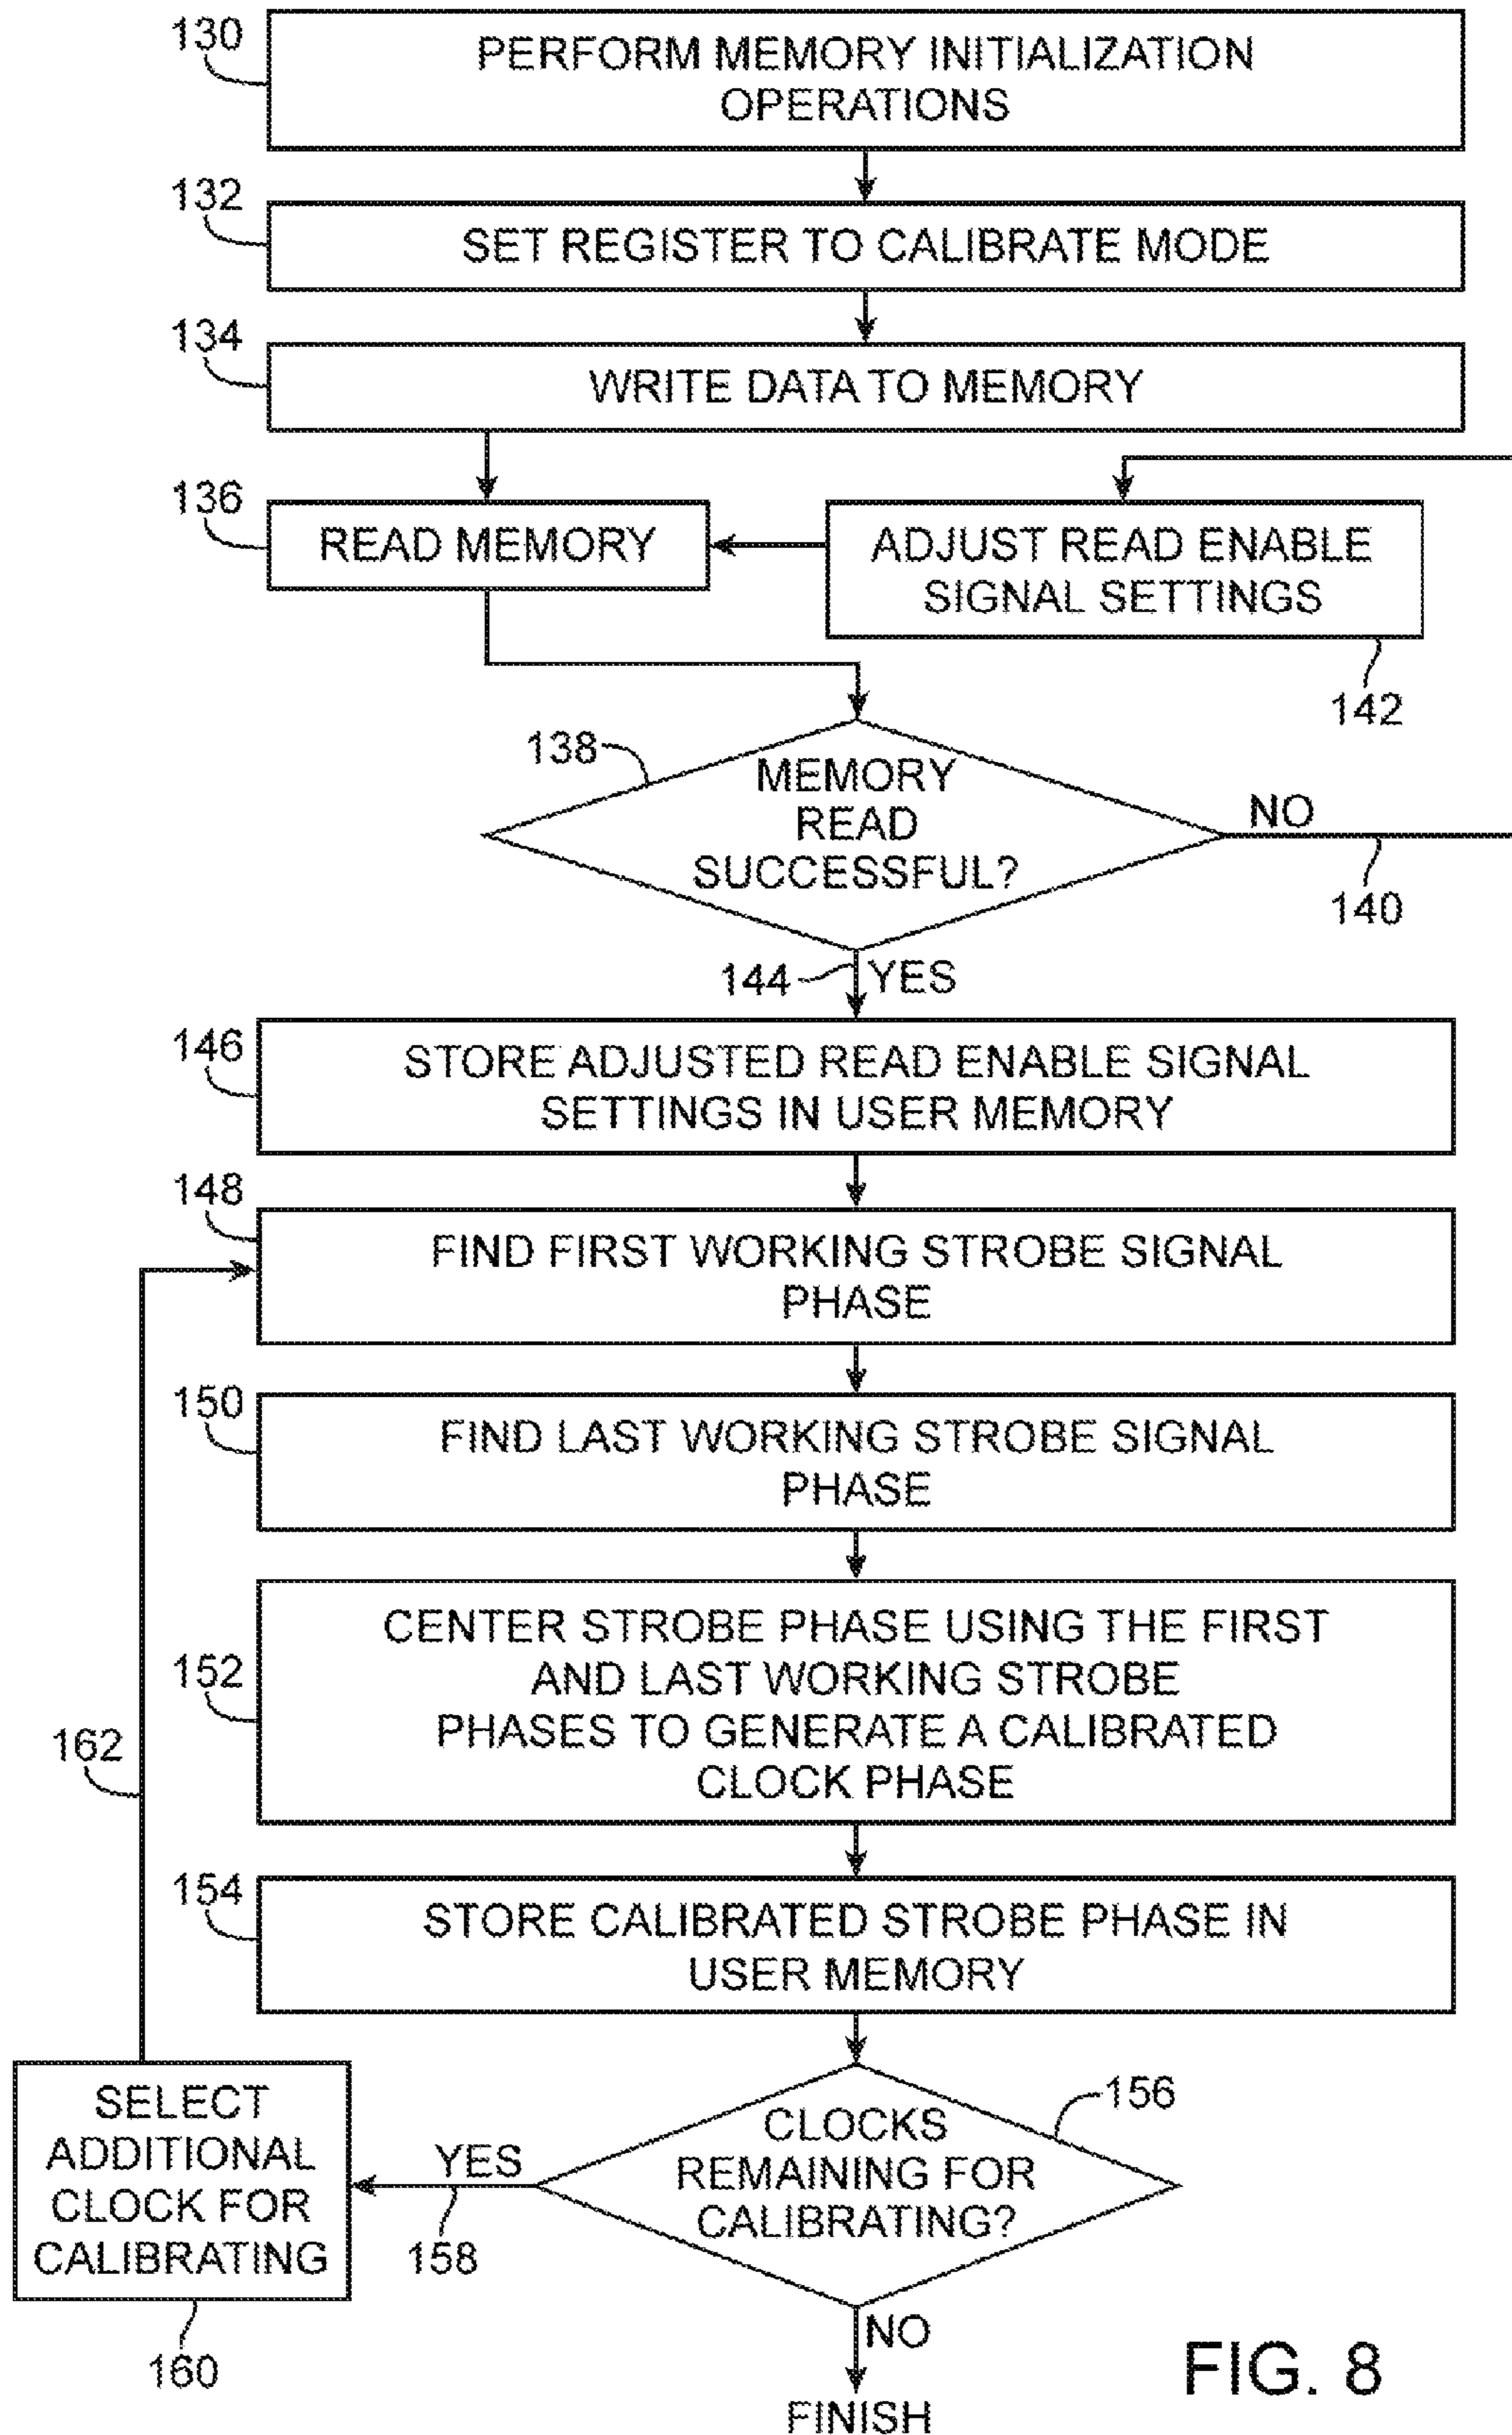 130
PERFORM MEMORY INITIALIZATION
OPERATIONS
132
SET REGISTER TO CALIBRATE MODE
134
WRITE DATA TO MEMORY
136
READ MEMORY
ADJUST READ ENABLE
SIGNAL SETTINGS
142
138
MEMORY
READ
SUCCESSFUL?
NO
140
144
YES
146
STORE ADJUSTED READ ENABLE SIGNAL
SETTINGS IN USER MEMORY
148
FIND FIRST WORKING STROBE SIGNAL
PHASE
150
FIND LAST WORKING STROBE SIGNAL
PHASE
152
CENTER STROBE PHASE USING THE FIRST
AND LAST WORKING STROBE
PHASES TO GENERATE A CALIBRATED
CLOCK PHASE
162
154
STORE CALIBRATED STROBE PHASE IN
USER MEMORY
156
CLOCKS
REMAINING FOR
CALIBRATING?
YES
158
SELECT
ADDITIONAL
CLOCK FOR
CALIBRATING
160
NO
FINISH
FIG. 8